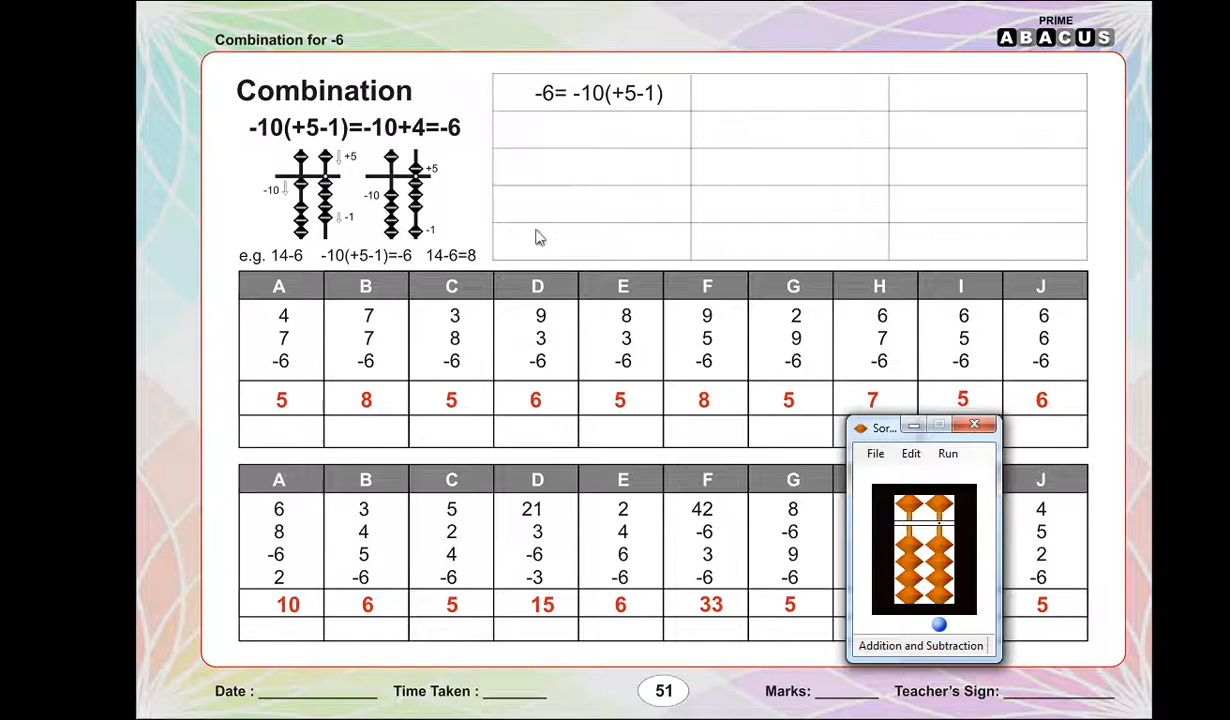 Combination for -6
PRIME
ABACUS
Combination
-10(+5-1)=-10+4=-6
+5
-10
-1
+5
-10
-1
e.g. 14-6 -10(+5-1)=-6 14-6=8
-6= -10(+5-1)
A B C D E F G H I J
4 7 3 9 8 9 2 6 6 6
7 7 8 3 3 5 9 7 5 6
-6 -6 -6 -6 -6 -6 -6 -6 -6 -6
5 8 5 6 5 8 5 7 5 6
A B C D E F G J
6 3 5 21 2 42 8 4
8 4 2 3 4 -6 -6 5
-6 5 4 -6 6 3 9 2
2 -6 -6 -3 -6 -6 -6 -6
10 6 5 15 6 33 5 5
Sor...
File Edit Run
Addition and Subtraction
Date : Time Taken : 51 Marks: Teacher's Sign: